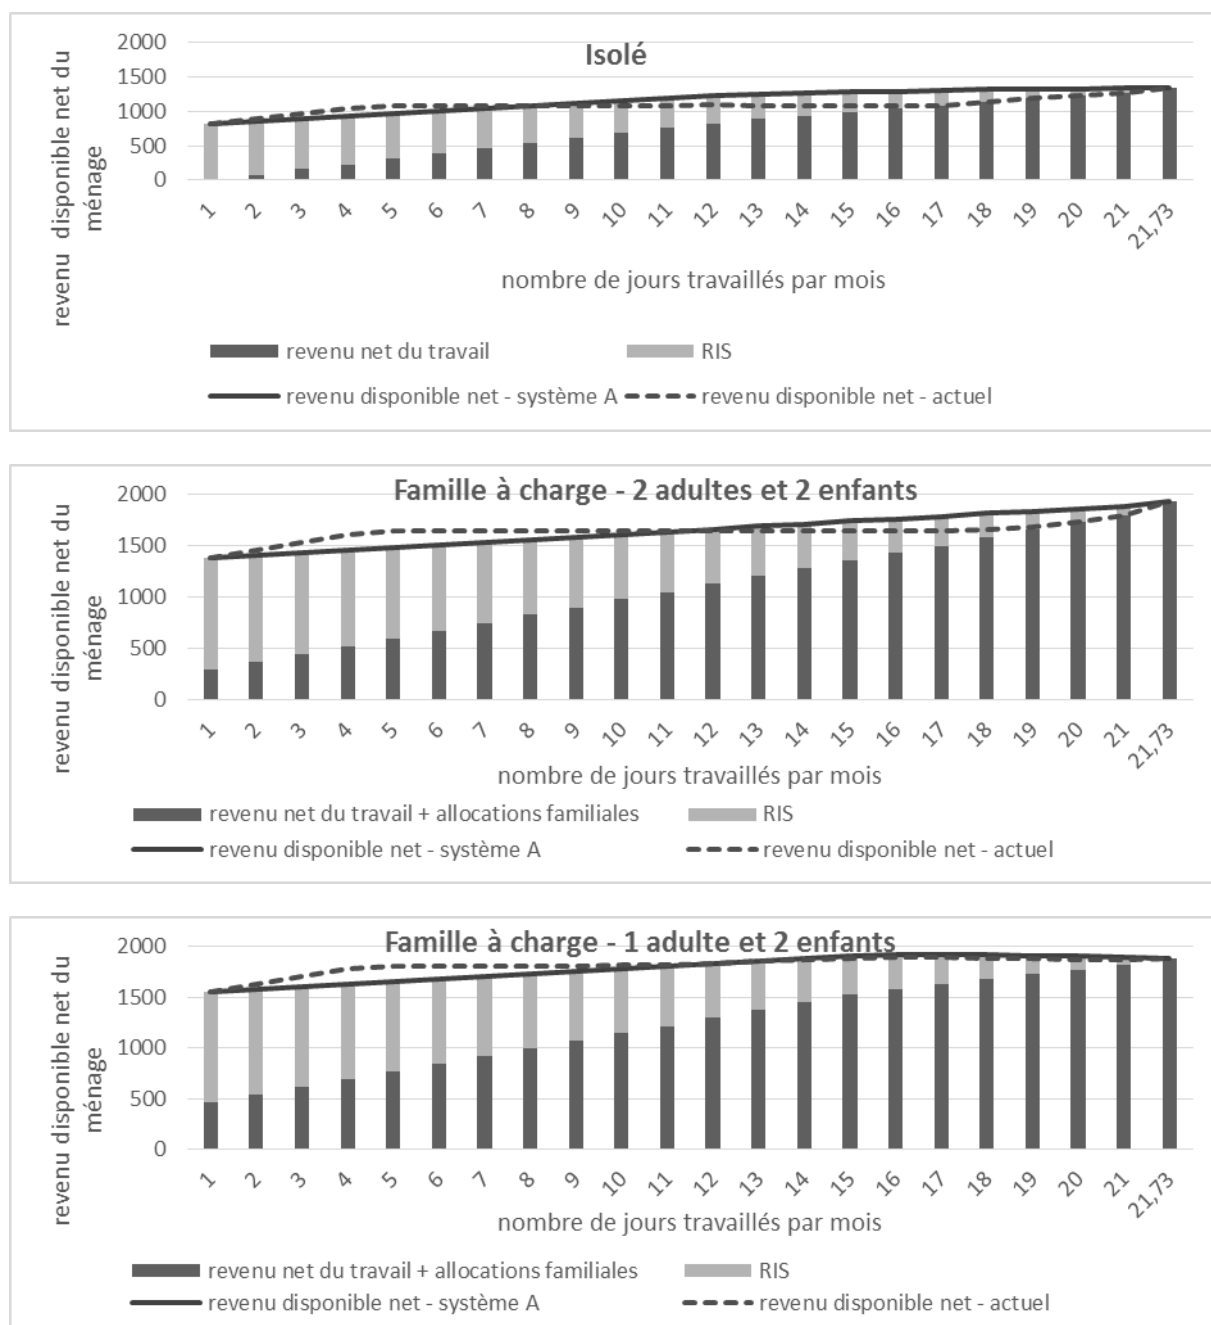 Isolé
revenu disponible net du
ménage
2000
1500
1000
500
0
1 2 3 4 5 6 7 8 9 10 11 12 13 14 15 16 17 18 19 20 21 21,73
nombre de jours travaillés par mois
revenu net du travail RIS
revenu disponible net - système A revenu disponible net - actuel
Famille à charge - 2 adultes et 2 enfants
revenu disponible net du
ménage
2000
1500
1000
500
0
1 2 3 4 5 6 7 8 9 10 11 12 13 14 15 16 17 18 19 20 21 21,73
nombre de jours travaillés par mois
revenu net du travail + allocations familiales RIS
revenu disponible net - système A revenu disponible net - actuel
Famille à charge - 1 adulte et 2 enfants
revenu disponible net du
ménage
2000
1500
1000
500
0
1 2 3 4 5 6 7 8 9 10 11 12 13 14 15 16 17 18 19 20 21 21,73
nombre de jours travaillés par mois
revenu net du travail + allocations familiales RIS
revenu disponible net - système A revenu disponible net - actuel